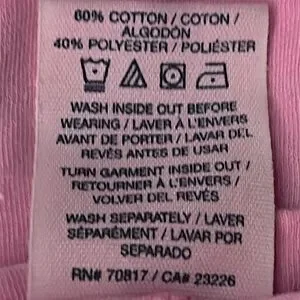 60% COTTON / COTON /
ALGODÓN
40% POLYESTER / POLIÉSTER
WASH INSIDE OUT BEFORE
WEARING / LAVER À L'ENVERS
AVANT DE PORTER / LAVAR DEL
REVÉS ANTES DE USAR
TURN GARMENT INSIDE OUT /
RETOURNER À L'ENVERS /
VOLVER DEL REVÉS
WASH SEPARATELY / LAVER
SÉPARÉMENT / LAVAR POR
SEPARADO
RN# 70817 / CA# 23226